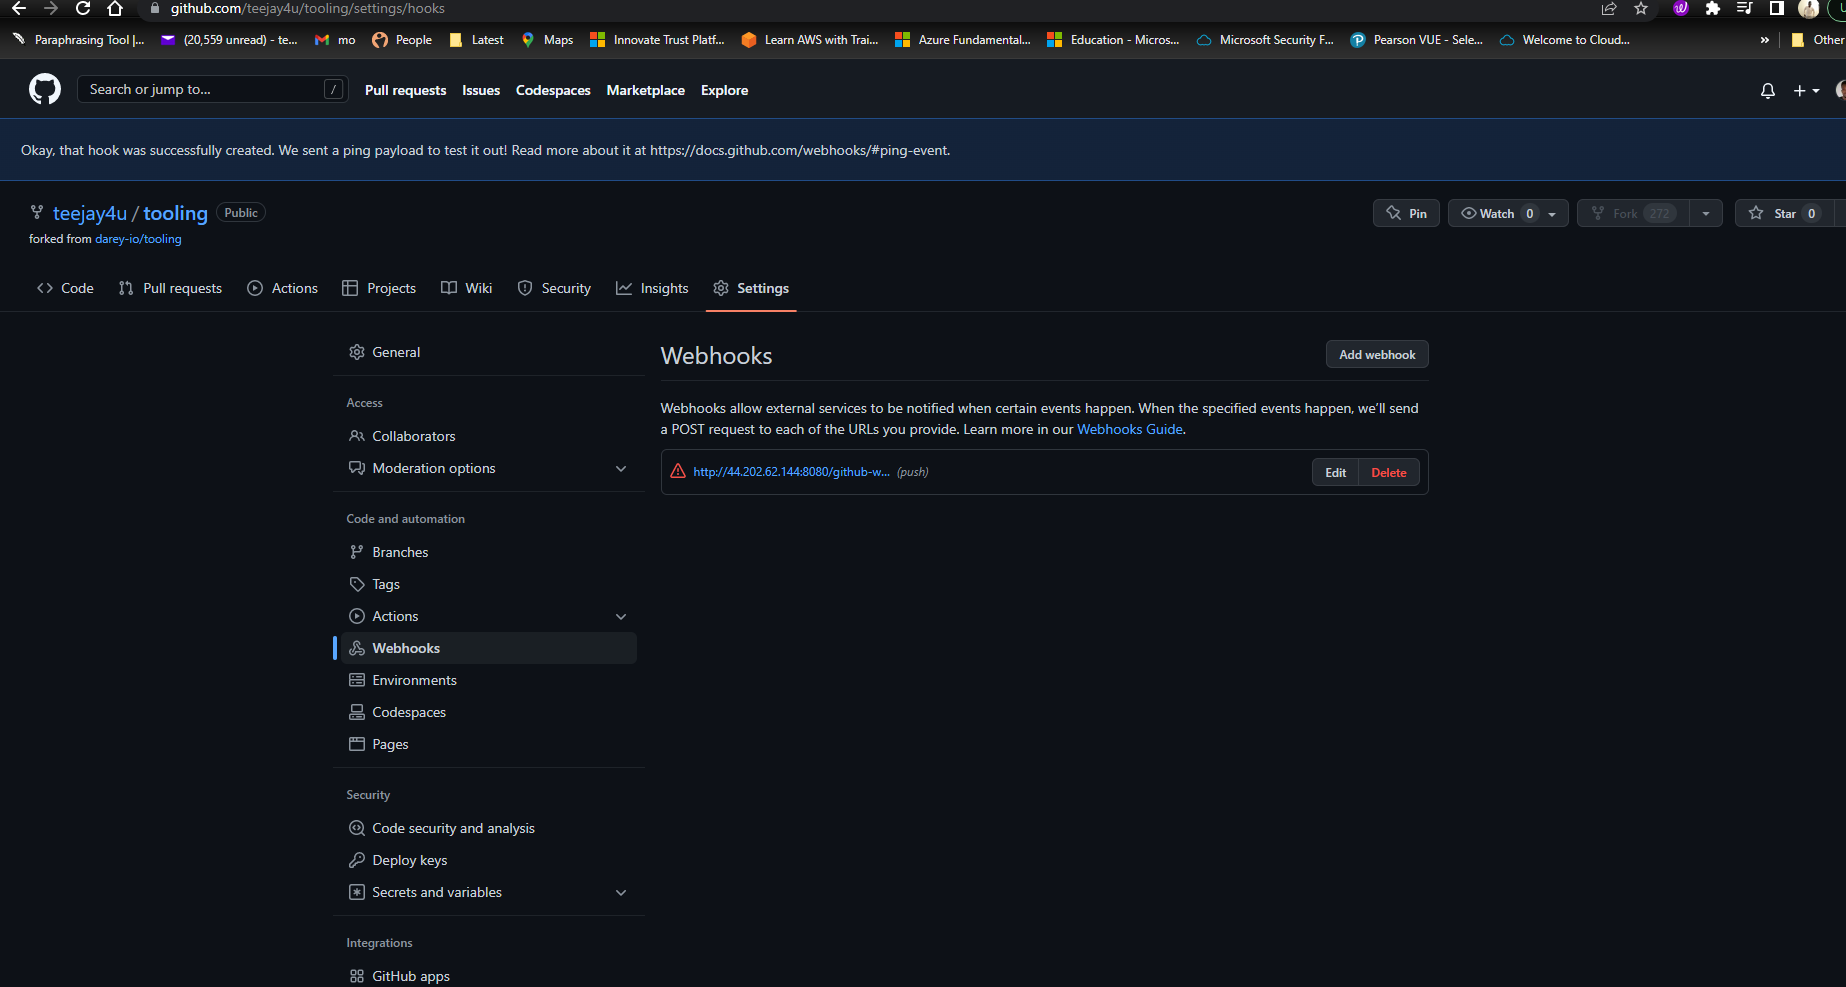 github.com/teejay4u/tooling/settings/hooks
Paraphrasing Tool |... (20,559 unread) - te... mo People Latest Maps Innovate Trust Platf... Learn AWS with Trai... Azure Fundamental... Education - Micros... Microsoft Security F... Pearson VUE - Sele... Welcome to Cloud... » Other
Search or jump to... / Pull requests Issues Codespaces Marketplace Explore
Okay, that hook was successfully created. We sent a ping payload to test it out! Read more about it at https://docs.github.com/webhooks/#ping-event.
teejay4u / tooling Public
Pin Watch 0 Fork 272 Star 0
forked from darey-io/tooling
Code Pull requests Actions Projects Wiki Security Insights Settings
General
Access
Collaborators
Moderation options
Code and automation
Branches
Tags
Actions
Webhooks
Environments
Codespaces
Pages
Security
Code security and analysis
Deploy keys
Secrets and variables
Integrations
GitHub apps
Webhooks
Add webhook
Webhooks allow external services to be notified when certain events happen. When the specified events happen, we’ll send
a POST request to each of the URLs you provide. Learn more in our Webhooks Guide.
http://44.202.62.144:8080/github-w... (push)
Edit Delete